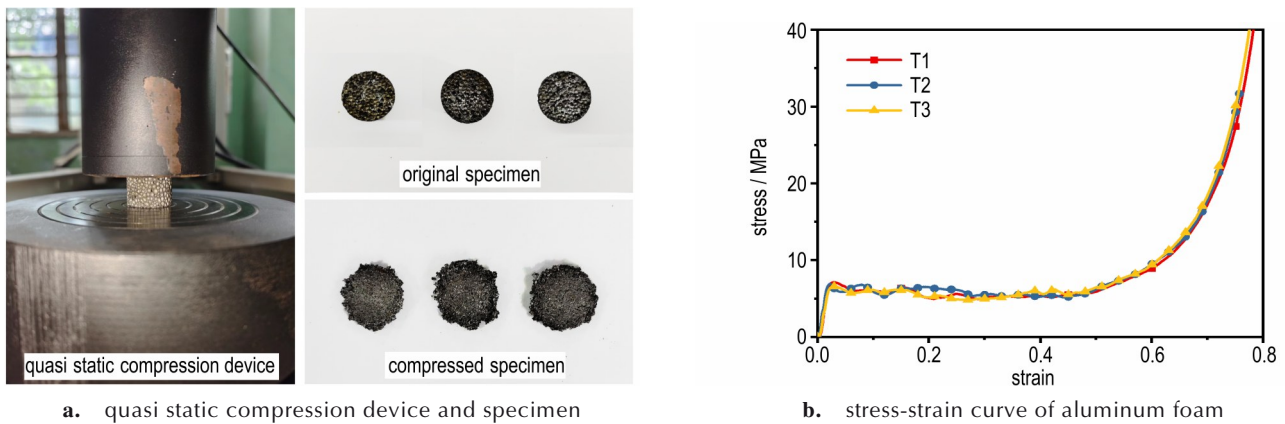 quasi static compression device
original specimen
compressed specimen
a. quasi static compression device and specimen
40
30
20
10
0
stress / MPa
T1
T2
T3
0.0
0.2
0.4
0.6
0.8
strain
b. stress-strain curve of aluminum foam